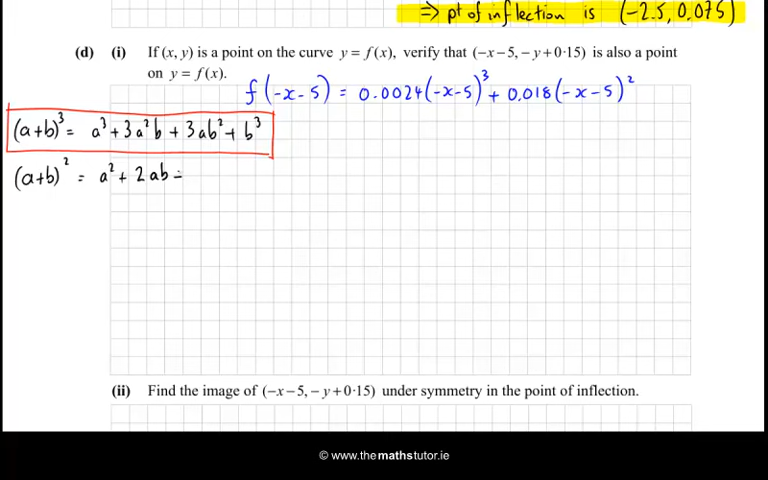 ⇒ pt of inflection is (-2.5, 0.075)
(d) (i) If (x, y) is a point on the curve y = f(x), verify that (−x−5, −y+0·15) is also a point
on y = f(x).
f(-x-5) = 0.0024(-x-5)³ + 0.018(-x-5)²
(a+b)³ = a³ + 3a²b + 3ab² + b³
(a+b)² = a² + 2ab =
(ii) Find the image of (−x−5, −y+0·15) under symmetry in the point of inflection.
© www.themathstutor.ie